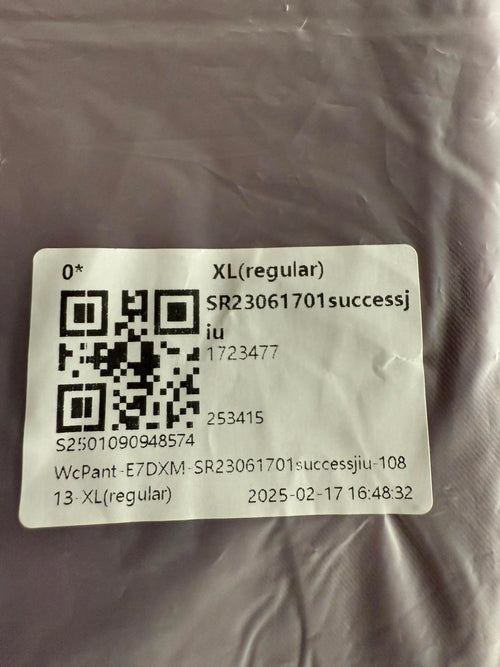 0* XL(regular)
SR23061701successj
iu
1723477
253415
S2501090948574
WcPant-E7DXM-SR23061701successjiu-108
13-XL(regular) 2025-02-17 16:48:32